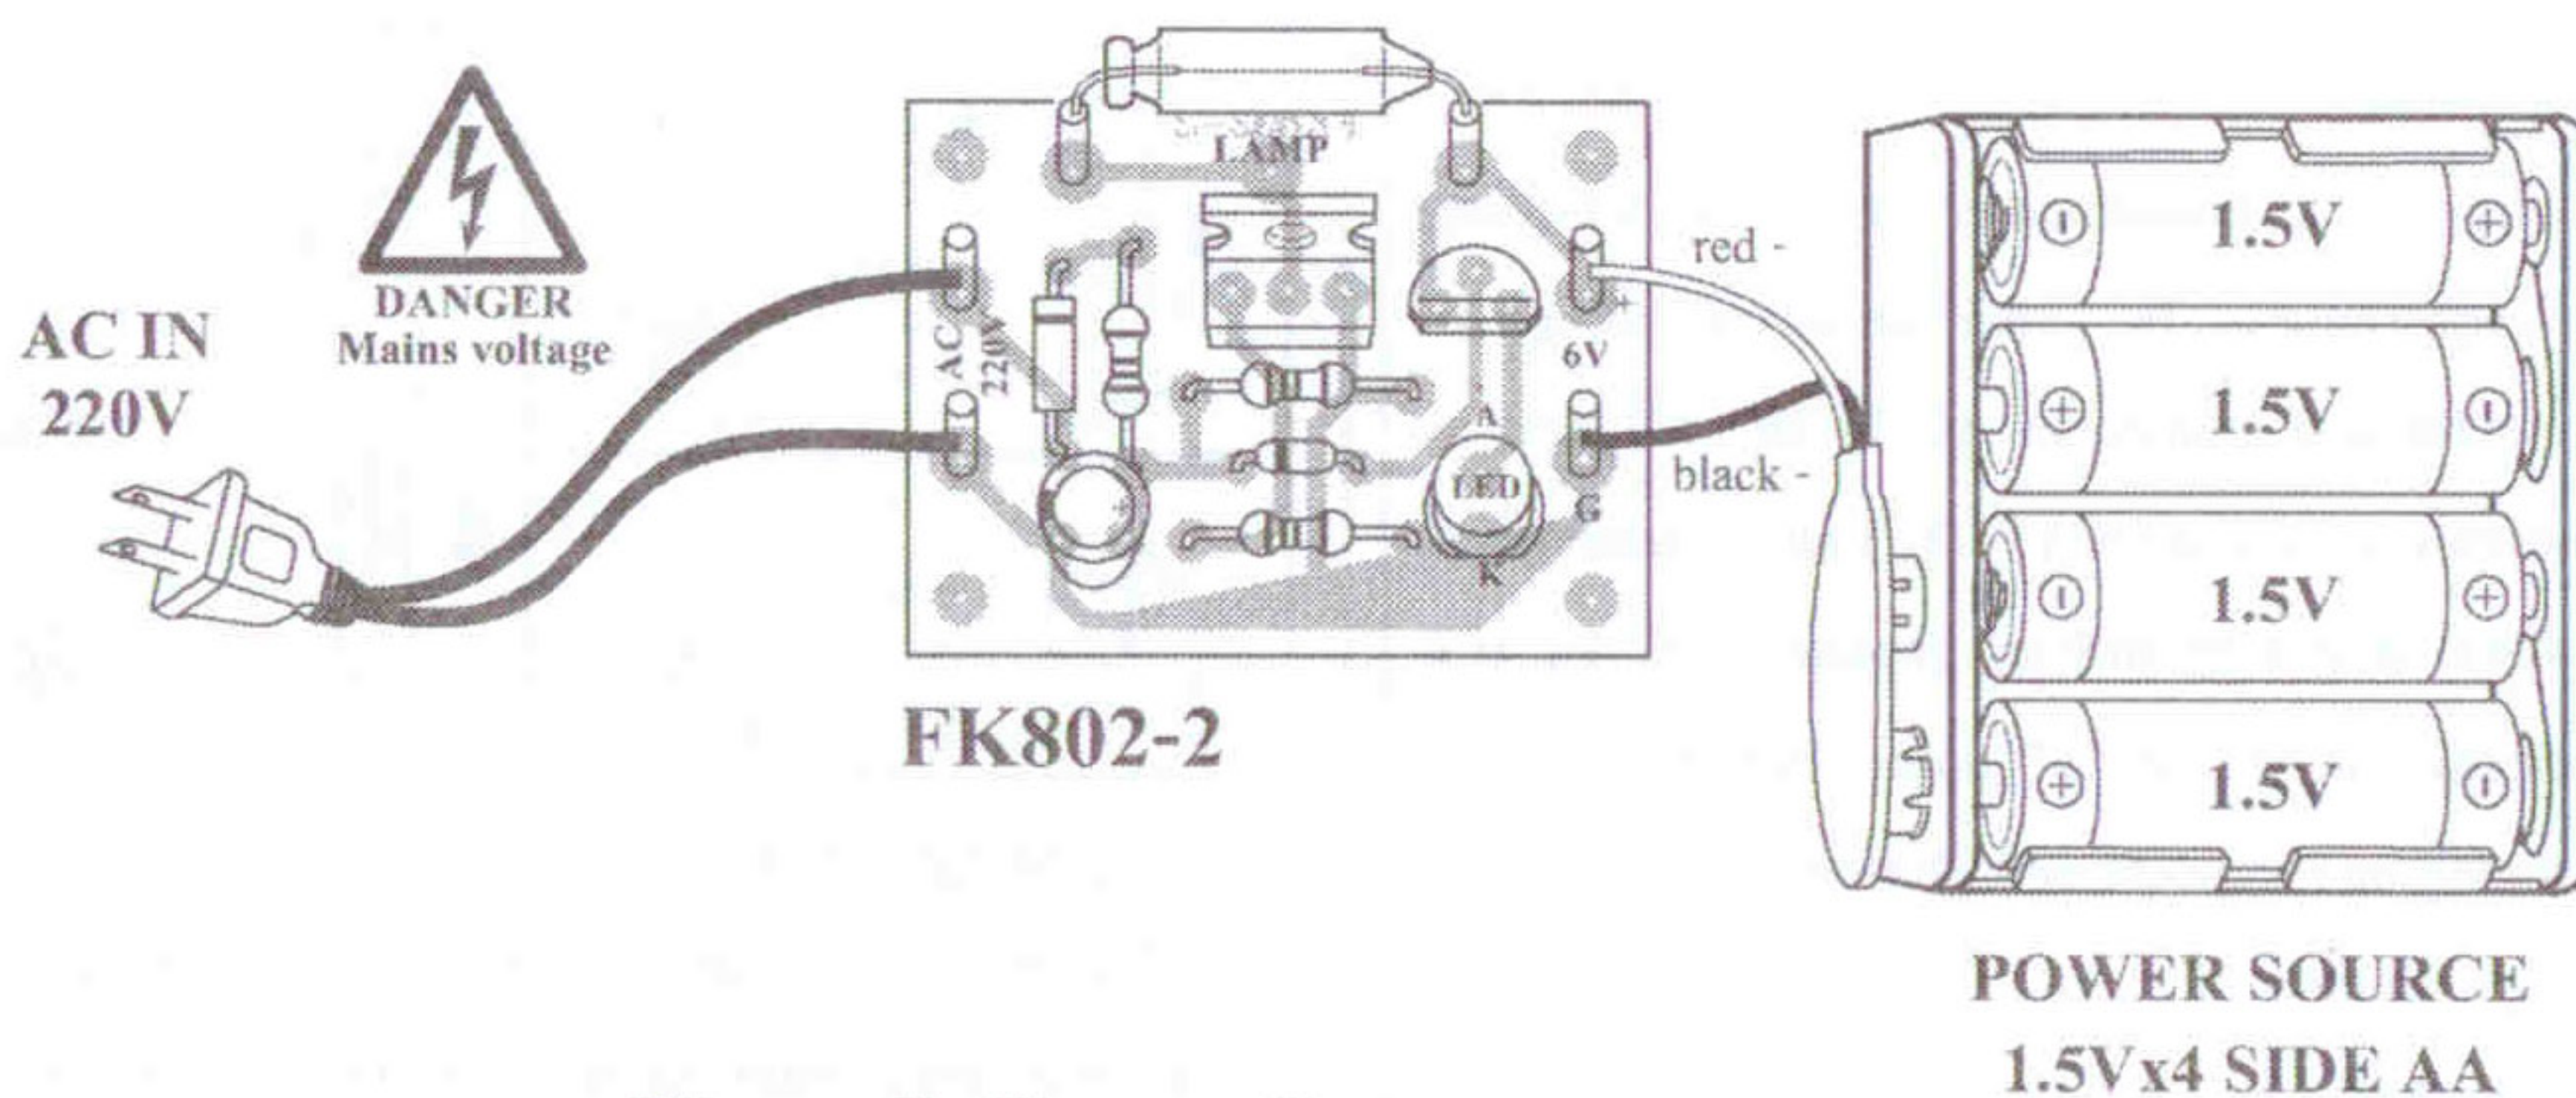 DANGER
Mains voltage
AC IN
220V
LAMP
AC
220V
+
6V
A
LED
K
G
+
FK802-2
red -
black -
⊖ 1.5V ⊕
⊕ 1.5V ⊖
⊖ 1.5V ⊕
⊕ 1.5V ⊖
POWER SOURCE
1.5Vx4 SIDE AA